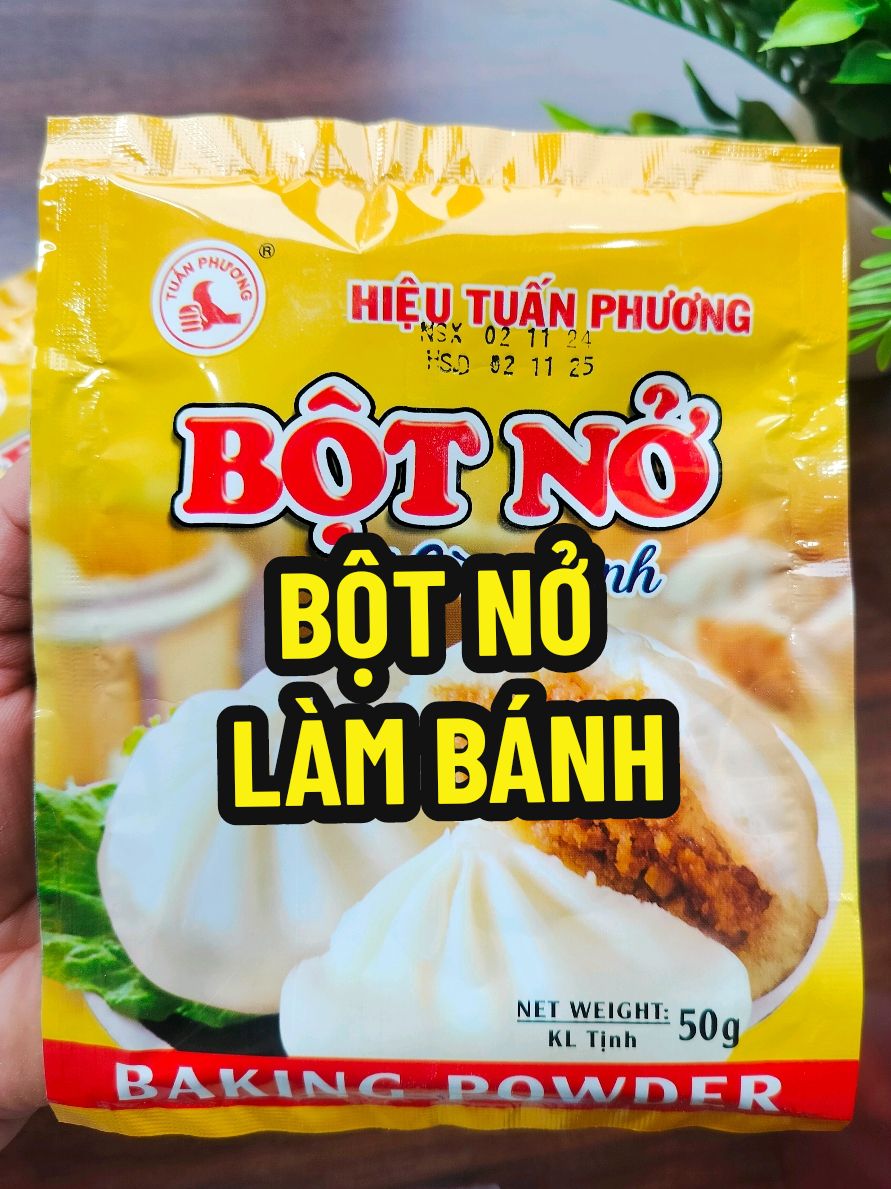 TUẤN PHƯƠNG
®
HIỆU TUẤN PHƯƠNG
NSX 02 11 24
HSD 02 11 25
BỘT NỞ
BỘT NỞ
LÀM BÁNH
NET WEIGHT: 50g
KL Tịnh
BAKING POWDER